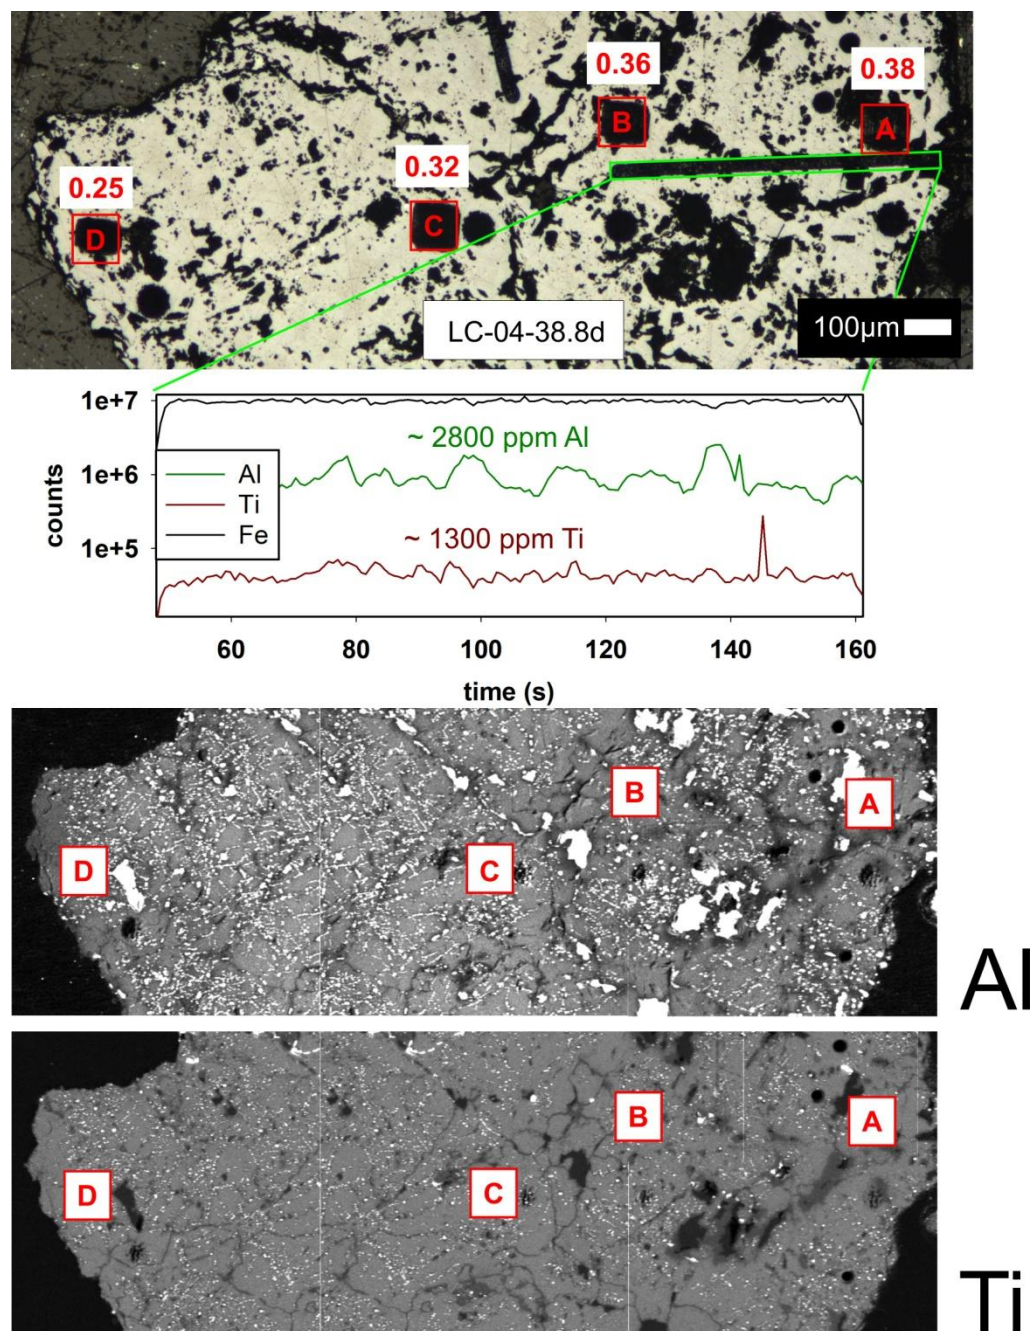 0.36
0.38
B
A
0.32
0.25
C
D
LC-04-38.8d
100µm
1e+7
~ 2800 ppm Al
1e+6
Al
Ti
Fe
counts
~ 1300 ppm Ti
1e+5
60 80 100 120 140 160
time (s)
B
A
C
D
Al
B
A
C
D
Ti